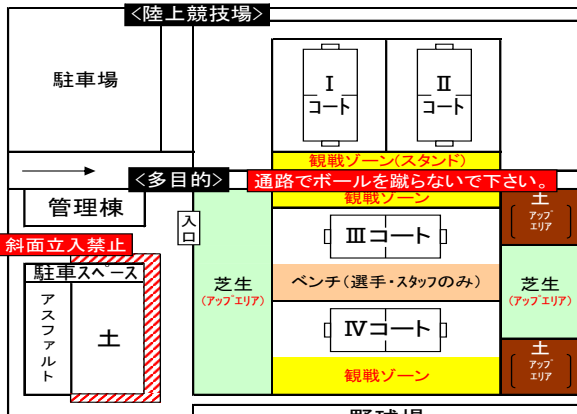 <陸上競技場>
駐車場
Ⅰ
コート
Ⅱ
コート
観戦ゾーン(スタンド)
<多目的>
通路でボールを蹴らないで下さい。
観戦ゾーン
管理棟
入口
土
アップ
エリア
Ⅲコート
斜面立入禁止
駐車スペース
アスファルト
土
芝生
(アップエリア)
ベンチ(選手・スタッフのみ)
芝生
(アップエリア)
Ⅳコート
土
アップ
エリア
観戦ゾーン
野球場